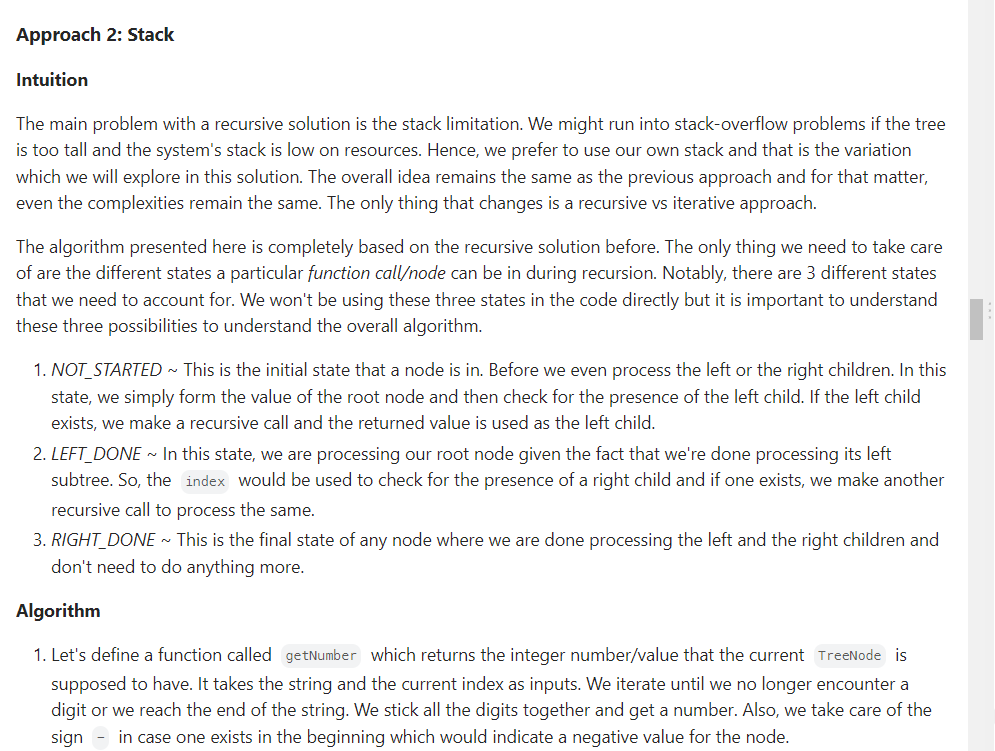 Approach 2: Stack
Intuition
The main problem with a recursive solution is the stack limitation. We might run into stack-overflow problems if the tree
is too tall and the system's stack is low on resources. Hence, we prefer to use our own stack and that is the variation
which we will explore in this solution. The overall idea remains the same as the previous approach and for that matter,
even the complexities remain the same. The only thing that changes is a recursive vs iterative approach.
The algorithm presented here is completely based on the recursive solution before. The only thing we need to take care
of are the different states a particular function call/node can be in during recursion. Notably, there are 3 different states
that we need to account for. We won't be using these three states in the code directly but it is important to understand
these three possibilities to understand the overall algorithm.
1. NOT_STARTED ~ This is the initial state that a node is in. Before we even process the left or the right children. In this
state, we simply form the value of the root node and then check for the presence of the left child. If the left child
exists, we make a recursive call and the returned value is used as the left child.
2. LEFT_DONE ~ In this state, we are processing our root node given the fact that we're done processing its left
subtree. So, the index would be used to check for the presence of a right child and if one exists, we make another
recursive call to process the same.
3. RIGHT_DONE ~ This is the final state of any node where we are done processing the left and the right children and
don't need to do anything more.
Algorithm
1. Let's define a function called getNumber which returns the integer number/value that the current TreeNode is
supposed to have. It takes the string and the current index as inputs. We iterate until we no longer encounter a
digit or we reach the end of the string. We stick all the digits together and get a number. Also, we take care of the
sign - in case one exists in the beginning which would indicate a negative value for the node.